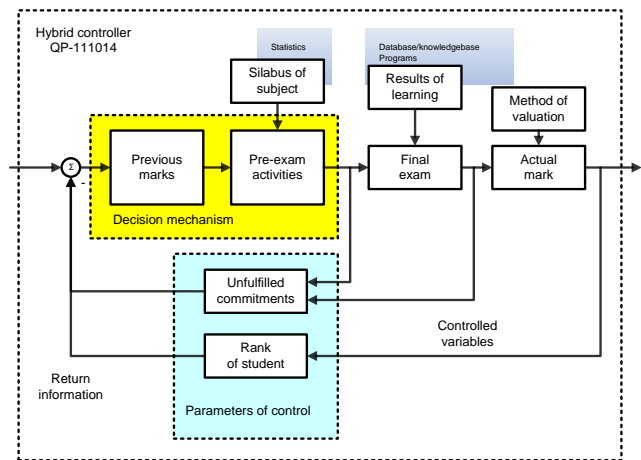 Hybrid controller
QP-111014
Statistics
Database/knowledgebase
Programs
Silabus of
subject
Results of
learning
Method of
valuation
Σ
-
Previous
marks
Pre-exam
activities
Final
exam
Actual
mark
Decision mechanism
Unfulfilled
commitments
Controlled
variables
Rank
of student
Return
information
Parameters of control